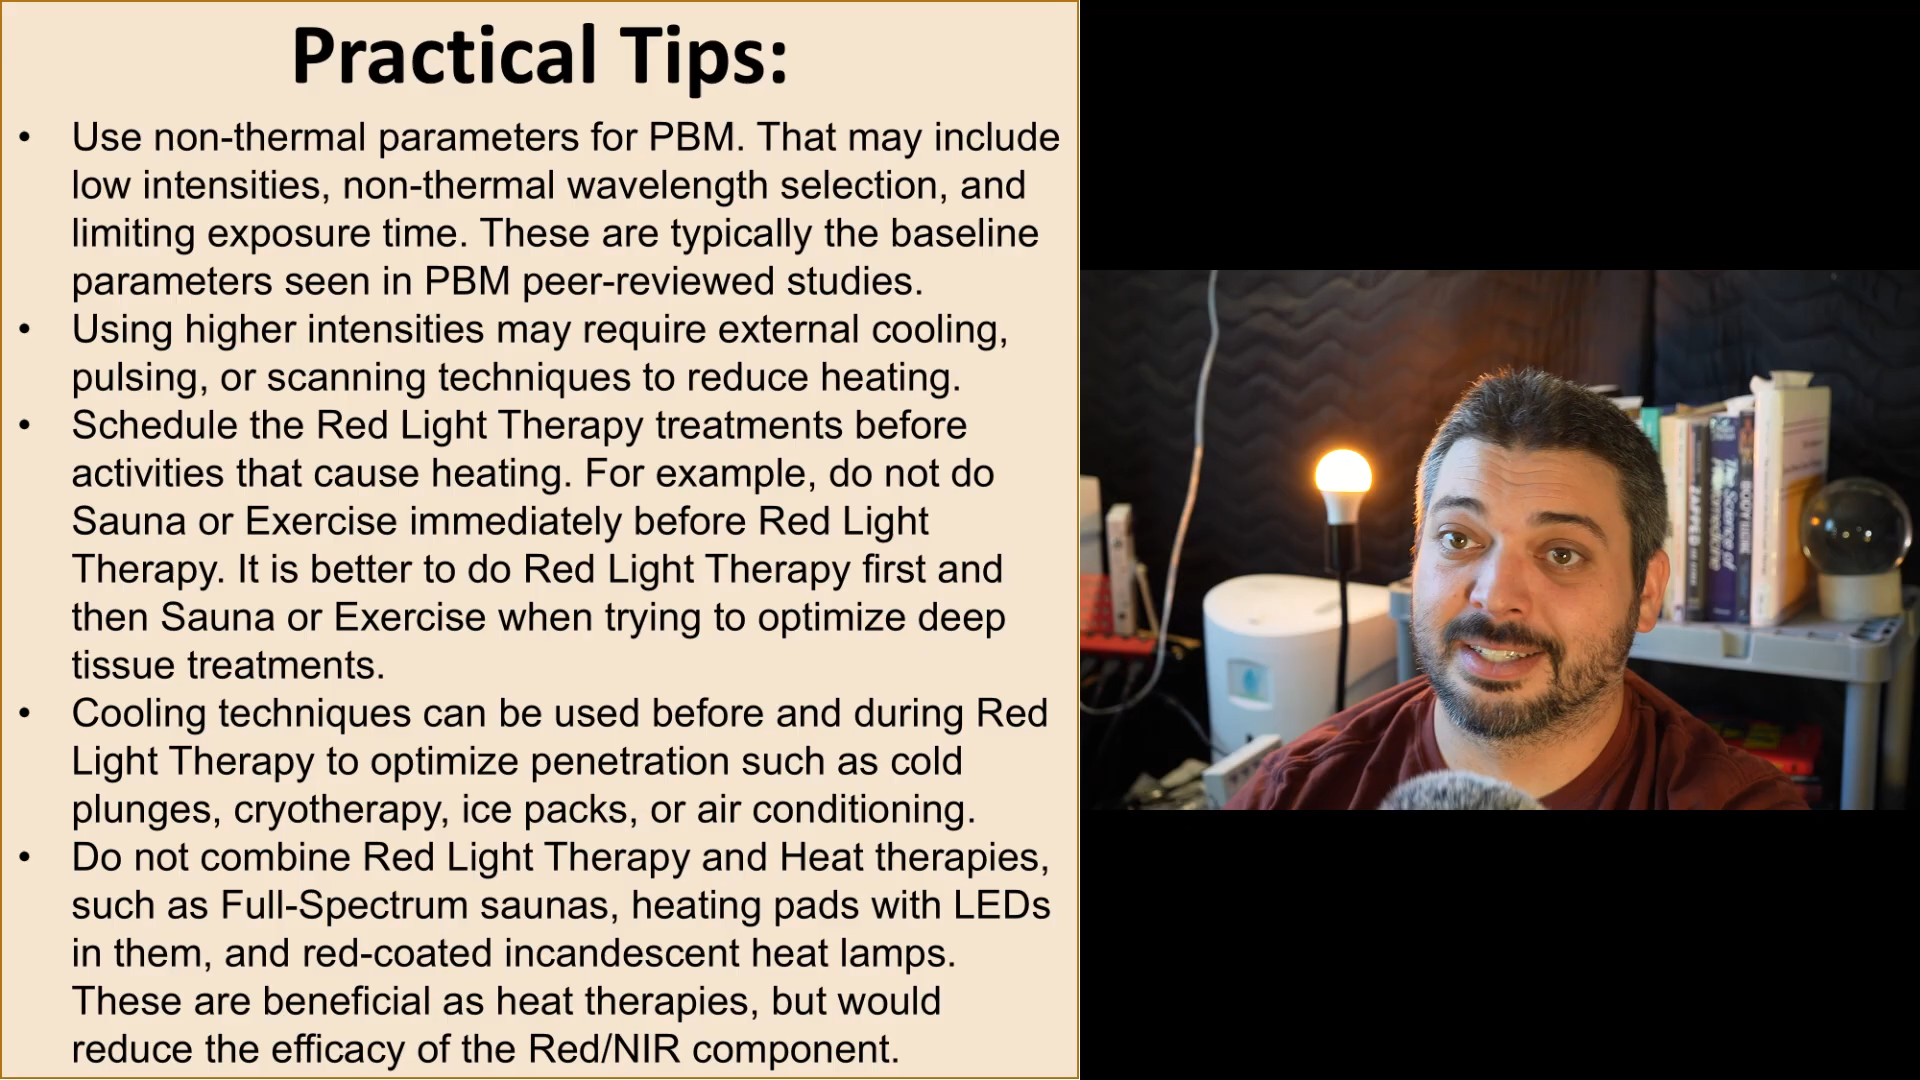 Practical Tips:
• Use non-thermal parameters for PBM. That may include
low intensities, non-thermal wavelength selection, and
limiting exposure time. These are typically the baseline
parameters seen in PBM peer-reviewed studies.
• Using higher intensities may require external cooling,
pulsing, or scanning techniques to reduce heating.
• Schedule the Red Light Therapy treatments before
activities that cause heating. For example, do not do
Sauna or Exercise immediately before Red Light
Therapy. It is better to do Red Light Therapy first and
then Sauna or Exercise when trying to optimize deep
tissue treatments.
• Cooling techniques can be used before and during Red
Light Therapy to optimize penetration such as cold
plunges, cryotherapy, ice packs, or air conditioning.
• Do not combine Red Light Therapy and Heat therapies,
such as Full-Spectrum saunas, heating pads with LEDs
in them, and red-coated incandescent heat lamps.
These are beneficial as heat therapies, but would
reduce the efficacy of the Red/NIR component.
ZAPPED
The Science of